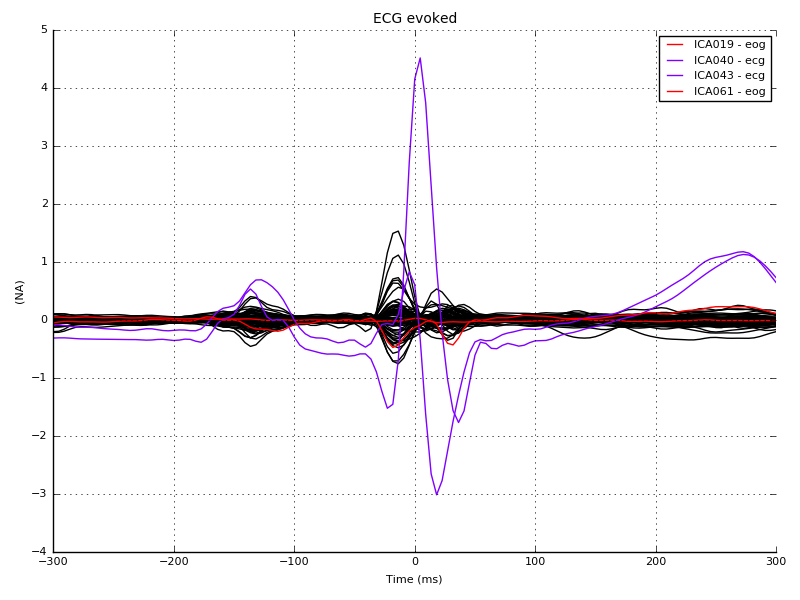 ECG evoked
ICA019 - eog
ICA040 - ecg
ICA043 - ecg
ICA061 - eog
(NA)
5
4
3
2
1
0
−1
−2
−3
−4
−300 −200 −100 0 100 200 300
Time (ms)